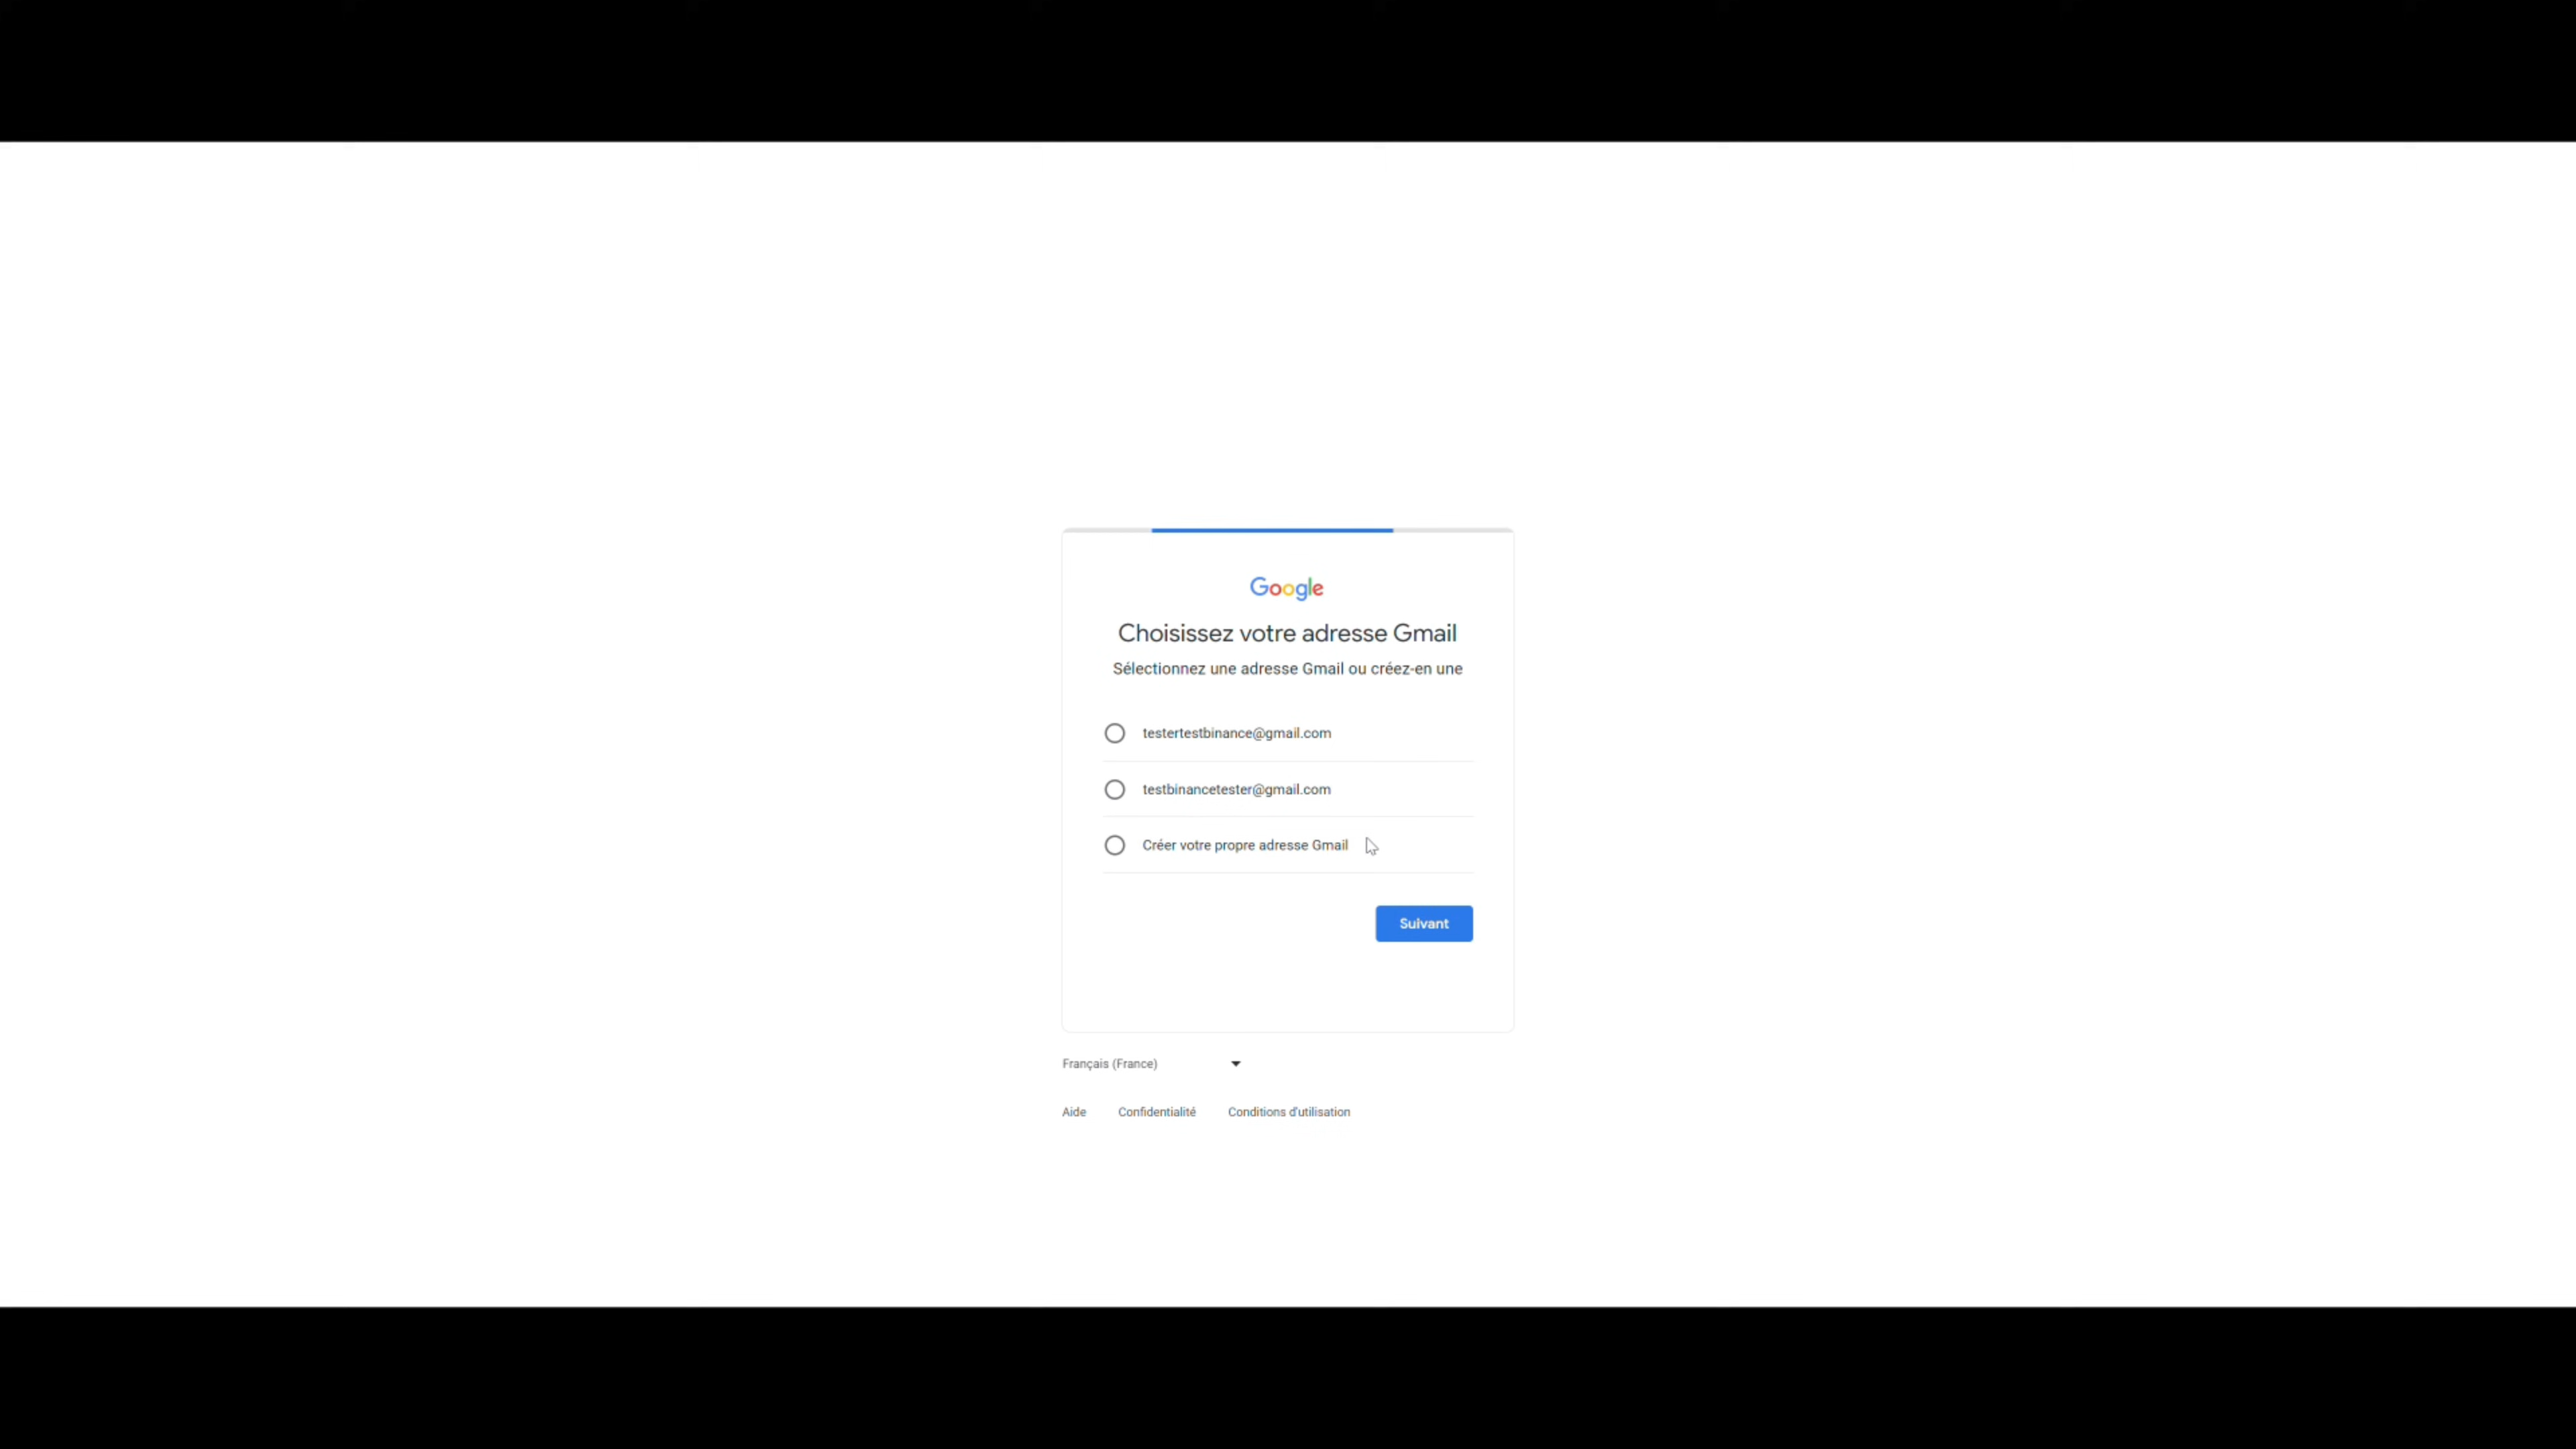 Google
Choisissez votre adresse Gmail
Sélectionnez une adresse Gmail ou créez-en une
testertestbinance@gmail.com
testbinancetester@gmail.com
Créer votre propre adresse Gmail
Suivant
Français (France)
Aide Confidentialité Conditions d'utilisation